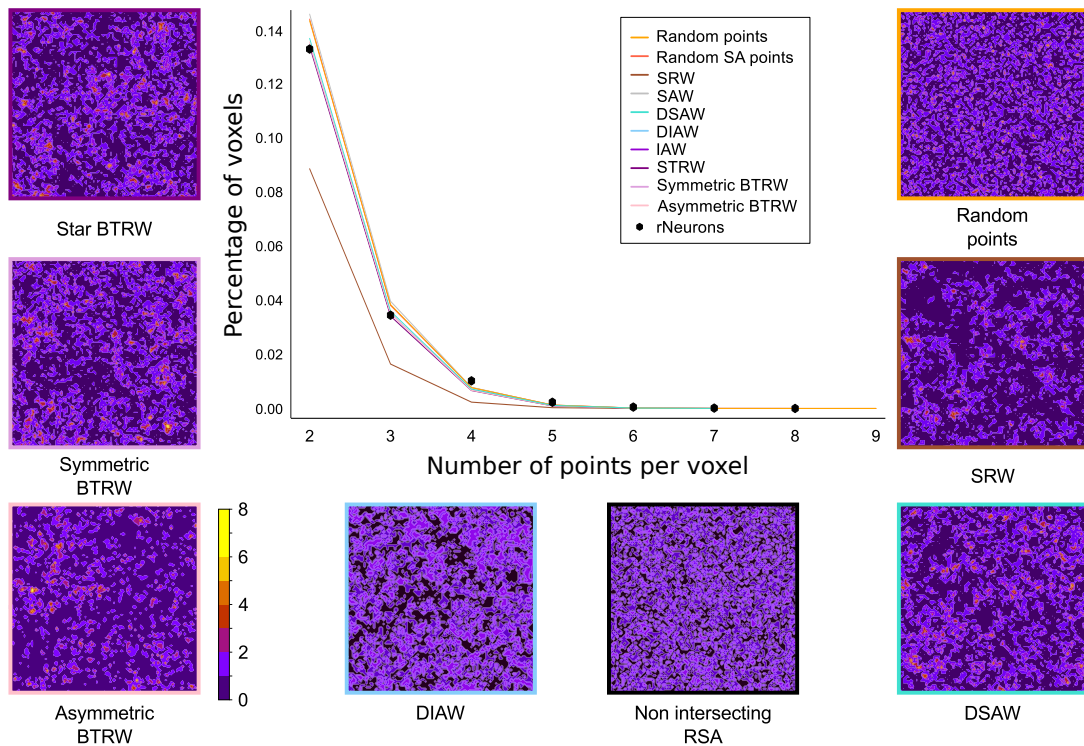 Star BTRW
Symmetric
BTRW
Asymmetric
BTRW
8
6
4
2
0
Percentage of voxels
0.14
0.12
0.10
0.08
0.06
0.04
0.02
0.00
2 3 4 5 6 7 8 9
Number of points per voxel
Random points
Random SA points
SRW
SAW
DSAW
DIAW
IAW
STRW
Symmetric BTRW
Asymmetric BTRW
rNeurons
Random
points
SRW
DIAW
Non intersecting
RSA
DSAW